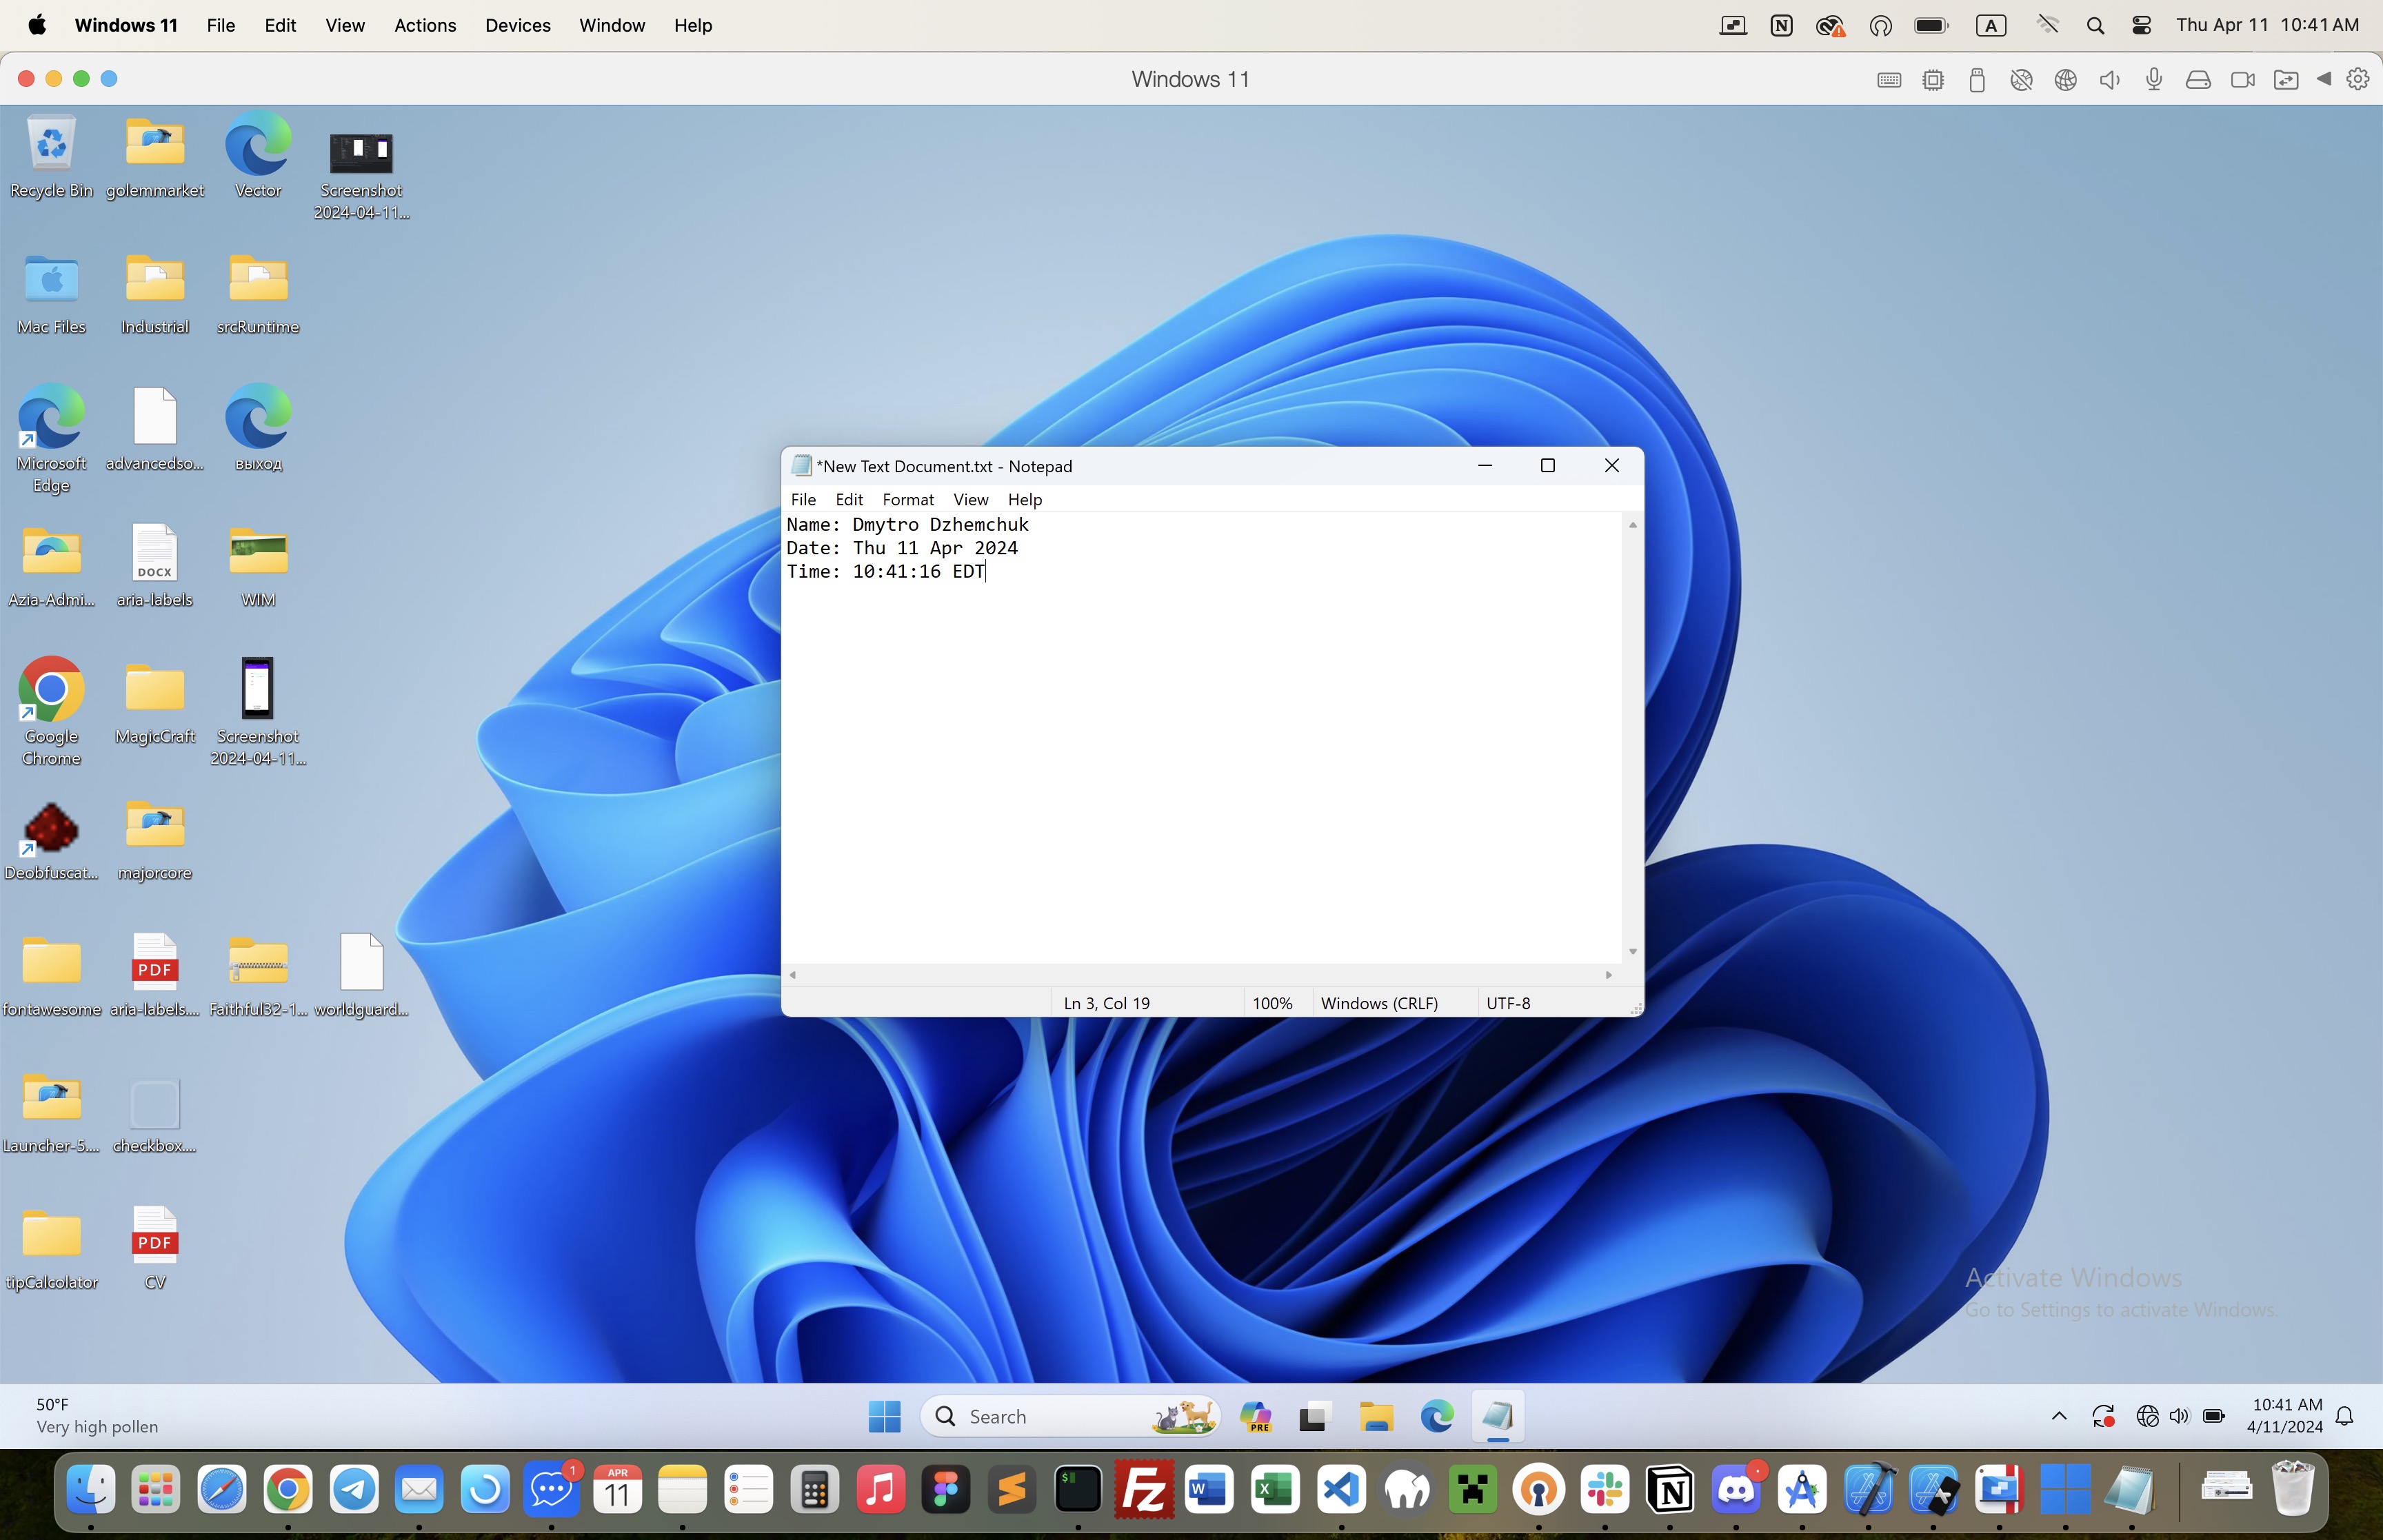 Windows 11 File Edit View Actions Devices Window Help
Thu Apr 11 10:41 AM
Windows 11
Recycle Bin golemmarket Vector Screenshot
2024-04-11...
Mac Files Industrial srcRuntime
Microsoft Edge advancedso... выход
Azia-Admi... DOCX aria-labels WIM
Google Chrome MagicCraft Screenshot
2024-04-11...
Deobfuscat... majorcore
fontawesome PDF aria-labels.... Faithful32-1... worldguard...
Launcher-5.... checkbox....
tipCalcolator PDF CV
*New Text Document.txt - Notepad
File Edit Format View Help
Name: Dmytro Dzhemchuk
Date: Thu 11 Apr 2024
Time: 10:41:16 EDT
Ln 3, Col 19 100% Windows (CRLF) UTF-8
Activate Windows
Go to Settings to activate Windows.
50°F
Very high pollen
Search
PRE
10:41 AM
4/11/2024
1
APR
11